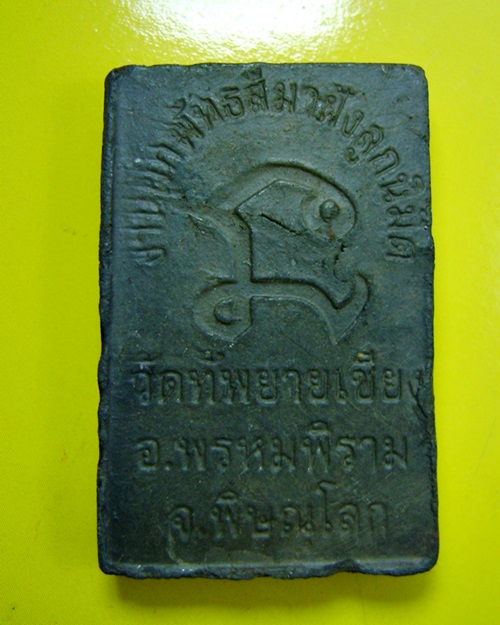 งานผูกพัทธสีมาฝังลูกนิมิต
วัดทัพยายเชียง
อ.พรหมพิราม
จ.พิษณุโลก